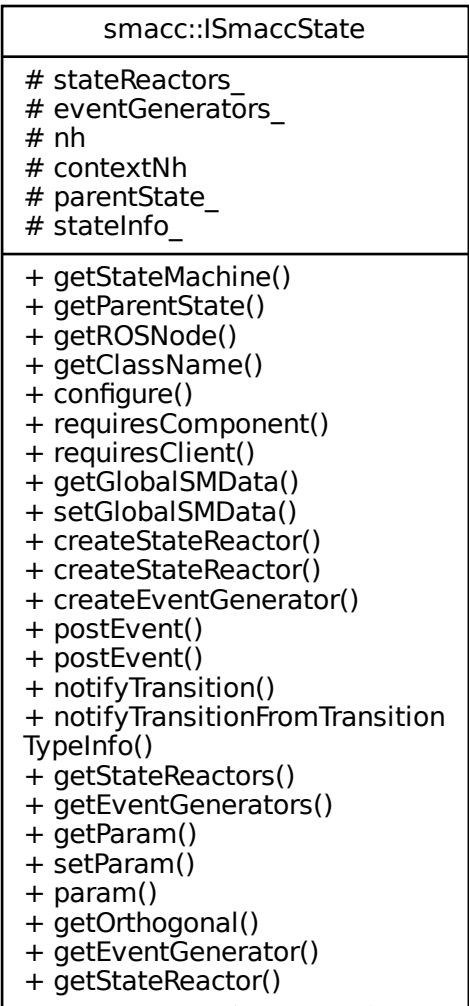 smacc::ISmaccState
# stateReactors_
# eventGenerators_
# nh
# contextNh
# parentState_
# stateInfo_
+ getStateMachine()
+ getParentState()
+ getROSNode()
+ getClassName()
+ configure()
+ requiresComponent()
+ requiresClient()
+ getGlobalSMData()
+ setGlobalSMData()
+ createStateReactor()
+ createStateReactor()
+ createEventGenerator()
+ postEvent()
+ postEvent()
+ notifyTransition()
+ notifyTransitionFromTransition
TypeInfo()
+ getStateReactors()
+ getEventGenerators()
+ getParam()
+ setParam()
+ param()
+ getOrthogonal()
+ getEventGenerator()
+ getStateReactor()